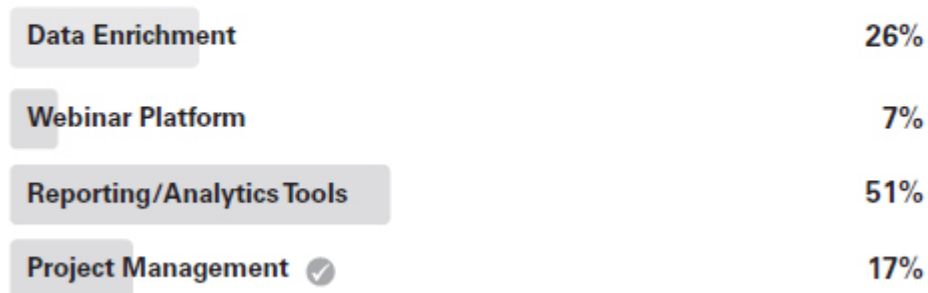 Data Enrichment 26%
Webinar Platform 7%
Reporting/Analytics Tools 51%
Project Management 17%